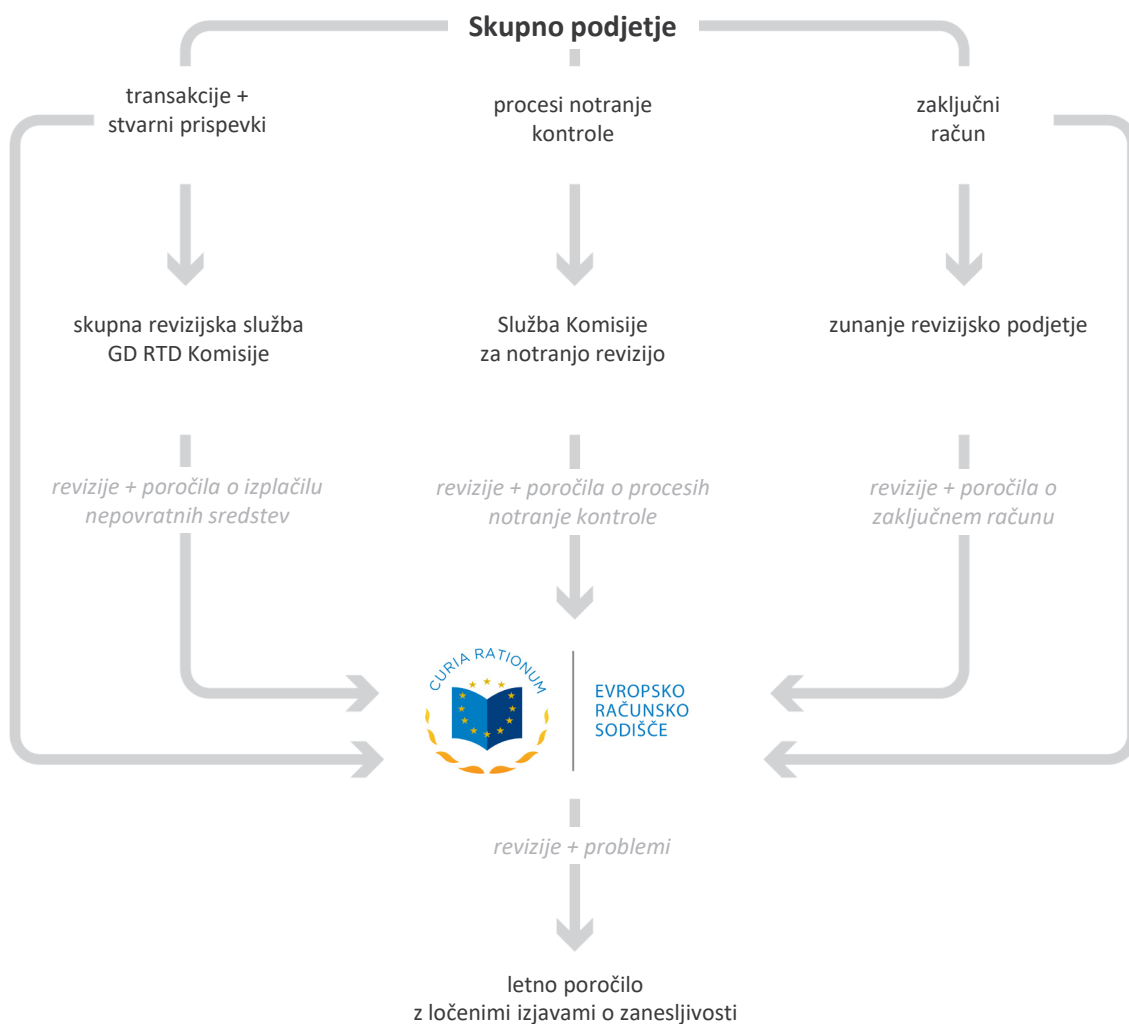 Skupno podjetje
transakcije +
stvarni prispevki
procesi notranje
kontrole
zaključni
račun
skupna revizijska služba
GD RTD Komisije
Služba Komisije
za notranjo revizijo
zunanje revizijsko podjetje
revizije + poročila o izplačilu
nepovratnih sredstev
revizije + poročila o procesih
notranje kontrole
revizije + poročila o
zaključnem računu
CURIA RATIONUM
EVROPSKO
RAČUNSKO
SODIŠČE
revizije + problemi
letno poročilo
z ločenimi izjavami o zanesljivosti